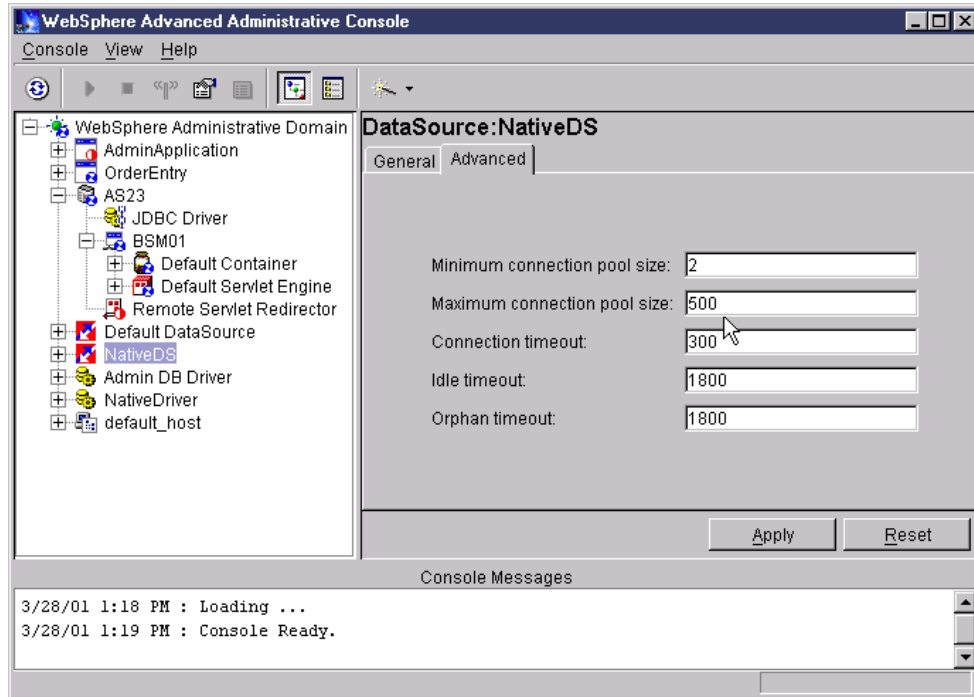 WebSphere Advanced Administrative Console
Console View Help
WebSphere Administrative Domain
AdminApplication
OrderEntry
AS23
JDBC Driver
BSM01
Default Container
Default Servlet Engine
Remote Servlet Redirector
Default DataSource
NativeDS
Admin DB Driver
NativeDriver
default_host
DataSource:NativeDS
General Advanced
Minimum connection pool size: 2
Maximum connection pool size: 500
Connection timeout: 300
Idle timeout: 1800
Orphan timeout: 1800
Apply Reset
Console Messages
3/28/01 1:18 PM : Loading ...
3/28/01 1:19 PM : Console Ready.